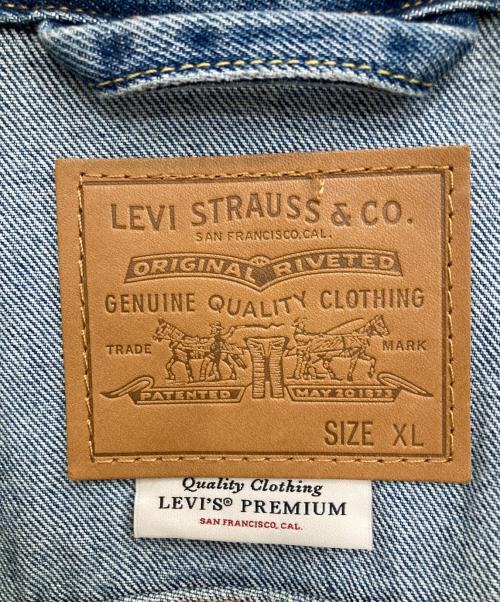 LEVI STRAUSS & CO.
SAN FRANCISCO, CAL.
ORIGINAL RIVETED
GENUINE QUALITY CLOTHING
TRADE MARK
PATENTED MAY 20 1873
SIZE XL
Quality Clothing
LEVI'S® PREMIUM
SAN FRANCISCO, CAL.